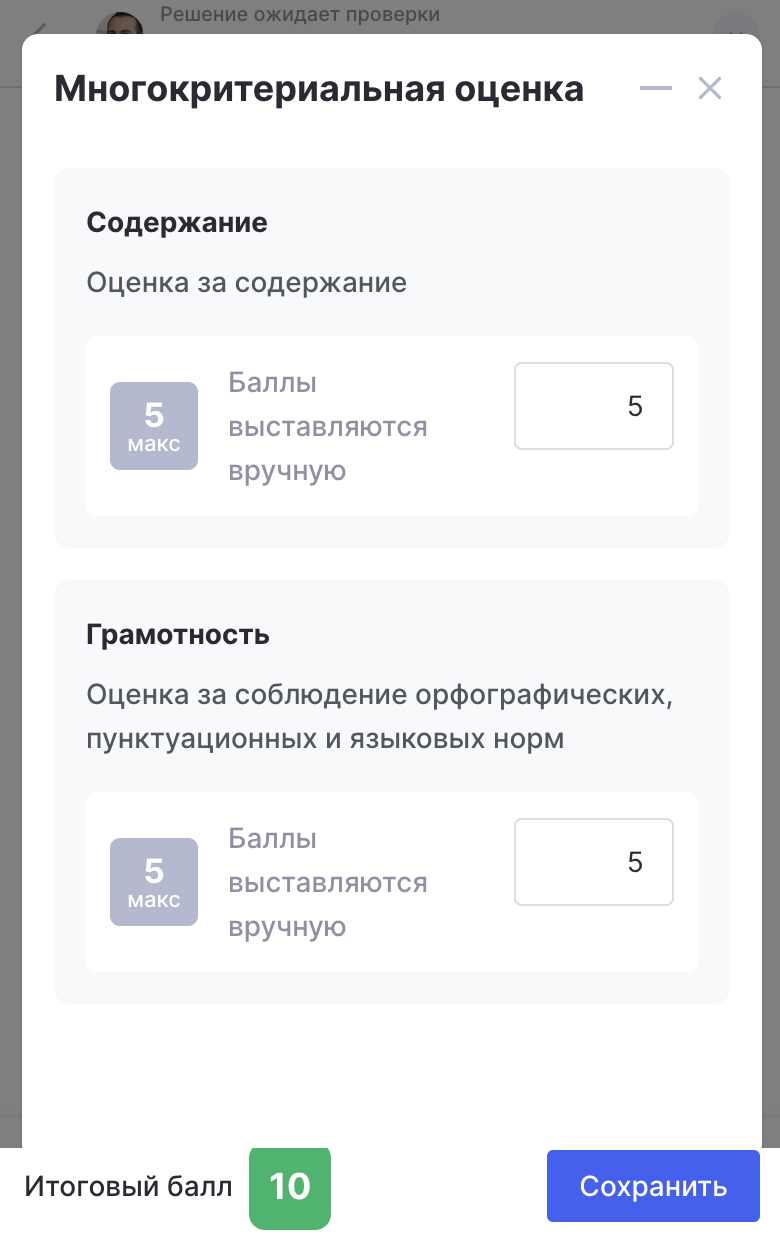 Решение ожидает проверки
Многокритериальная оценка
Содержание
Оценка за содержание
5
макс
Баллы
выставляются
вручную
5
Грамотность
Оценка за соблюдение орфографических,
пунктуационных и языковых норм
5
макс
Баллы
выставляются
вручную
5
Итоговый балл
10
Сохранить